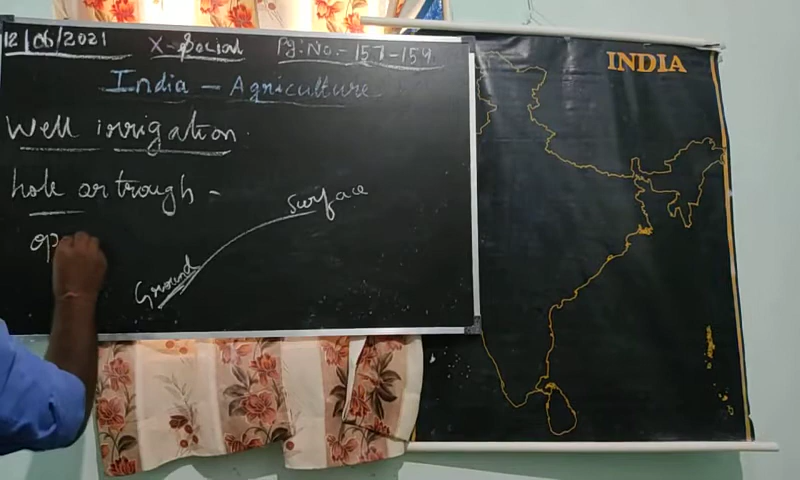 12/06/2021 X-Social Pg:No.-157-159
India - Agriculture
Well irrigation.
hole or trough -
Surface
op
Ground
INDIA